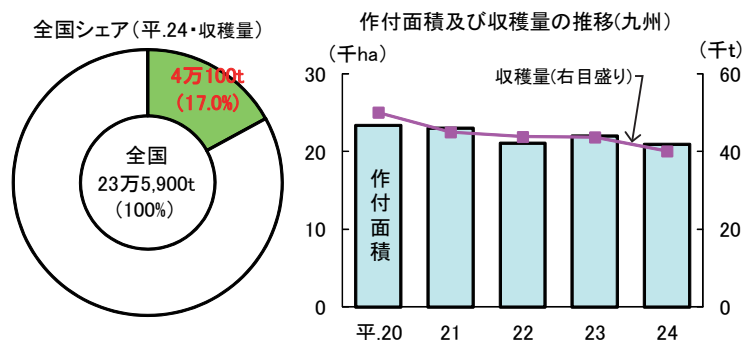 全国シェア(平.24・収穫量)
4万100t
(17.0%)
全国
23万5,900t
(100%)
作付面積及び収穫量の推移(九州)
(千ha)
(千t)
収穫量(右目盛り)
30
20
10
0
60
40
20
0
作付面積
平.20 21 22 23 24